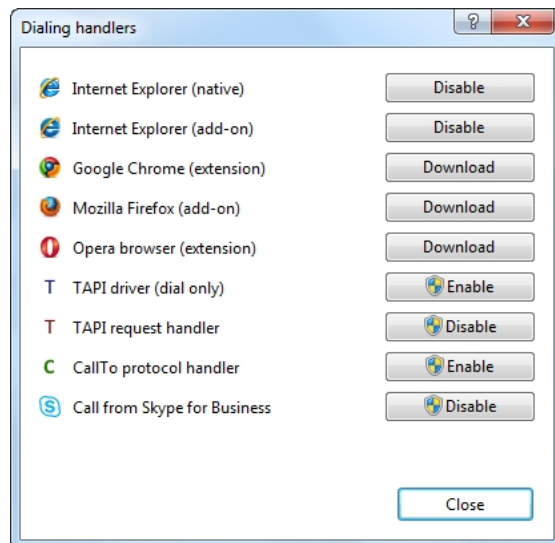 Dialing handlers
Internet Explorer (native) Disable
Internet Explorer (add-on) Disable
Google Chrome (extension) Download
Mozilla Firefox (add-on) Download
Opera browser (extension) Download
T TAPI driver (dial only) Enable
T TAPI request handler Disable
C CallTo protocol handler Enable
S Call from Skype for Business Disable
Close